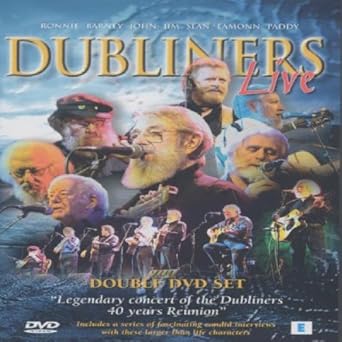 RONNIE BARNEY JOHN JIM SEAN EAMONN PADDY
DUBLINERS
Live
DOUBLE DVD SET
"Legendary concert of the Dubliners
40 years Reunion"
Includes a series of fascinating candid interviews
with these larger than life characters
DVD
VIDEO
E